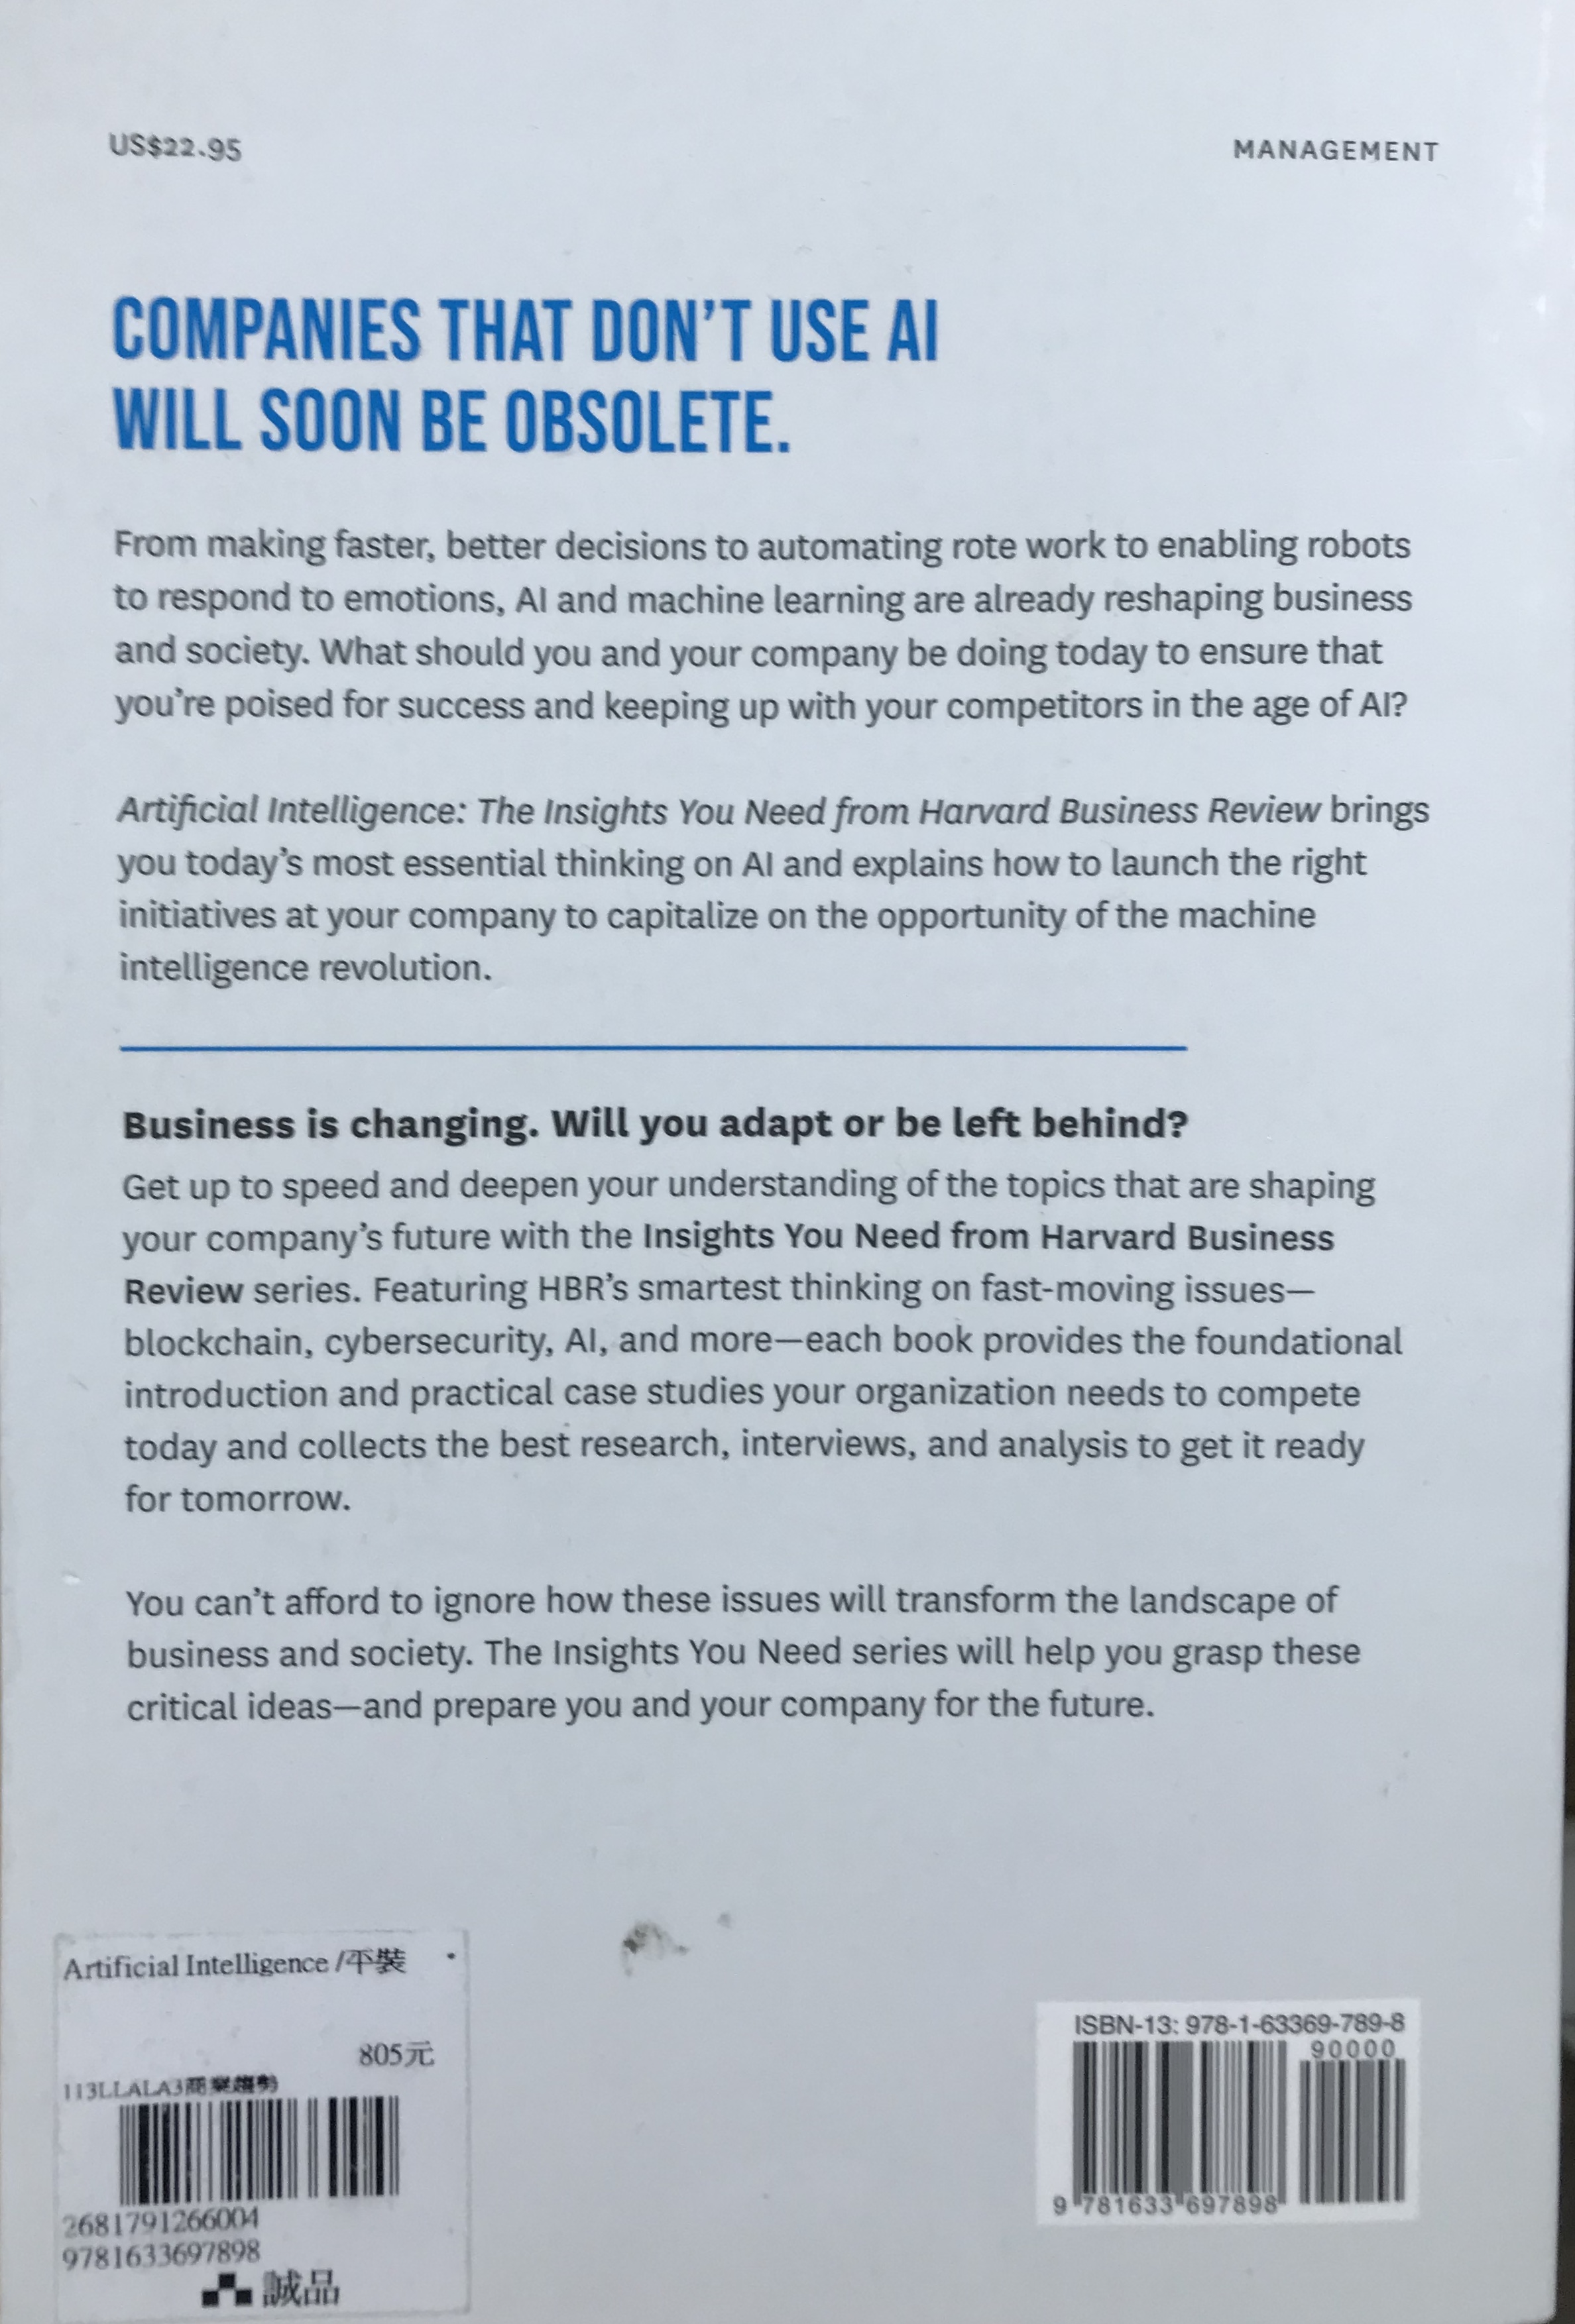 US$22.95
MANAGEMENT
COMPANIES THAT DON'T USE AI
WILL SOON BE OBSOLETE.
From making faster, better decisions to automating rote work to enabling robots
to respond to emotions, AI and machine learning are already reshaping business
and society. What should you and your company be doing today to ensure that
you're poised for success and keeping up with your competitors in the age of AI?
Artificial Intelligence: The Insights You Need from Harvard Business Review brings
you today's most essential thinking on AI and explains how to launch the right
initiatives at your company to capitalize on the opportunity of the machine
intelligence revolution.
Business is changing. Will you adapt or be left behind?
Get up to speed and deepen your understanding of the topics that are shaping
your company's future with the Insights You Need from Harvard Business
Review series. Featuring HBR's smartest thinking on fast-moving issues—
blockchain, cybersecurity, AI, and more—each book provides the foundational
introduction and practical case studies your organization needs to compete
today and collects the best research, interviews, and analysis to get it ready
for tomorrow.
You can't afford to ignore how these issues will transform the landscape of
business and society. The Insights You Need series will help you grasp these
critical ideas—and prepare you and your company for the future.
Artificial Intelligence /平裝
805元
113LLALA3商業趨勢
2681791266004
9781633697898
誠品
ISBN-13: 978-1-63369-789-8
90000
9 781633 697898